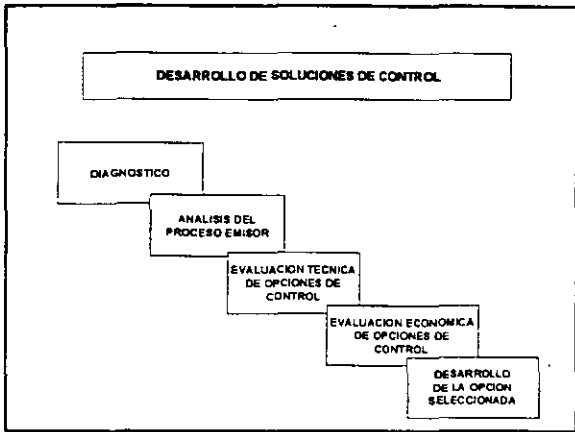 DESARROLLO DE SOLUCIONES DE CONTROL
DIAGNOSTICO
ANALISIS DEL
PROCESO EMISOR
EVALUACION TECNICA
DE OPCIONES DE
CONTROL
EVALUACION ECONOMICA
DE OPCIONES DE
CONTROL
DESARROLLO
DE LA OPCION
SELECCIONADA